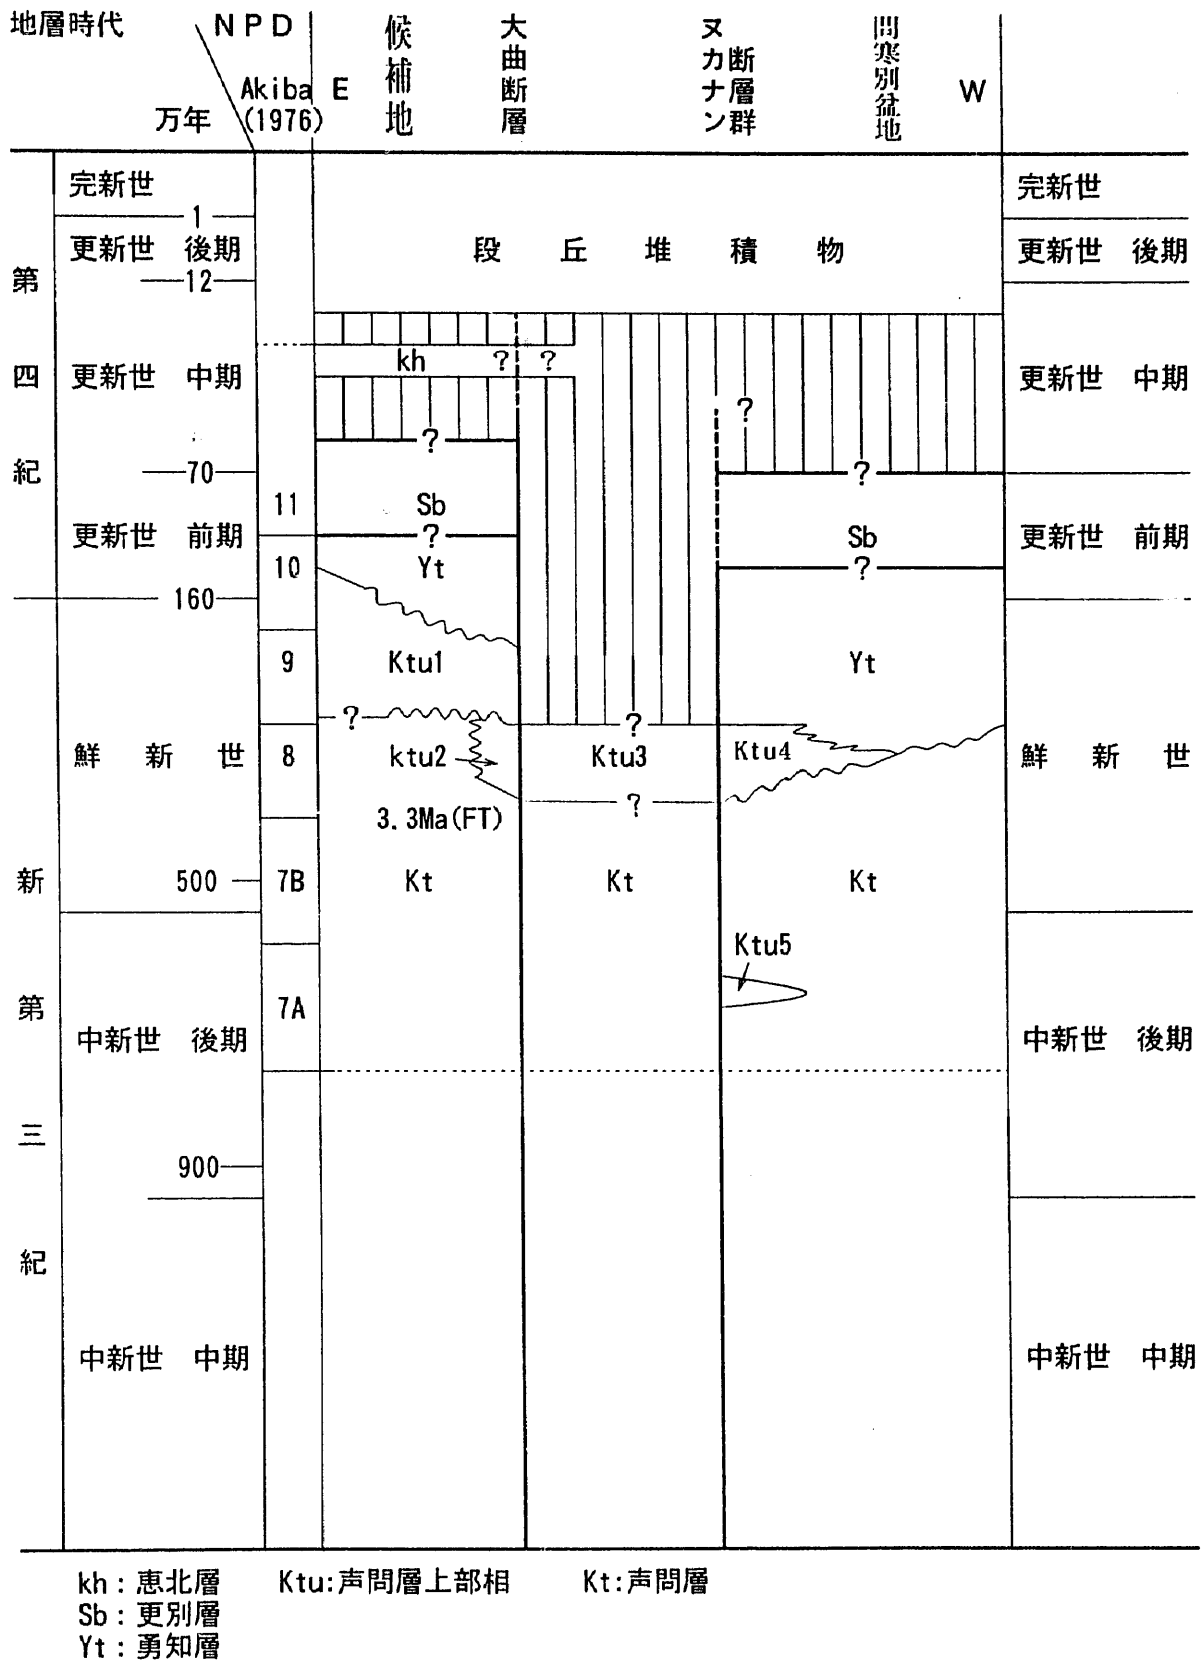 地層時代 NPD
Akiba
(1976)
万年
E
候補地
大曲断層
ヌカナン
断層群
問寒別盆地
W
第四紀
新第三紀
完新世
1
更新世 後期
12
更新世 中期
70
更新世 前期
160
鮮新世
500
中新世 後期
900
中新世 中期
11
10
9
8
7B
7A
段丘堆積物
kh ? ?
?
?
?
Sb
?
Yt
Sb
?
Ktu1
Yt
?
?
ktu2
Ktu3
Ktu4
?
3.3Ma(FT)
Kt
Kt
Kt
Ktu5
完新世
更新世 後期
更新世 中期
更新世 前期
鮮新世
中新世 後期
中新世 中期
kh:恵北層 Ktu:声問層上部相 Kt:声問層
Sb:更別層
Yt:勇知層